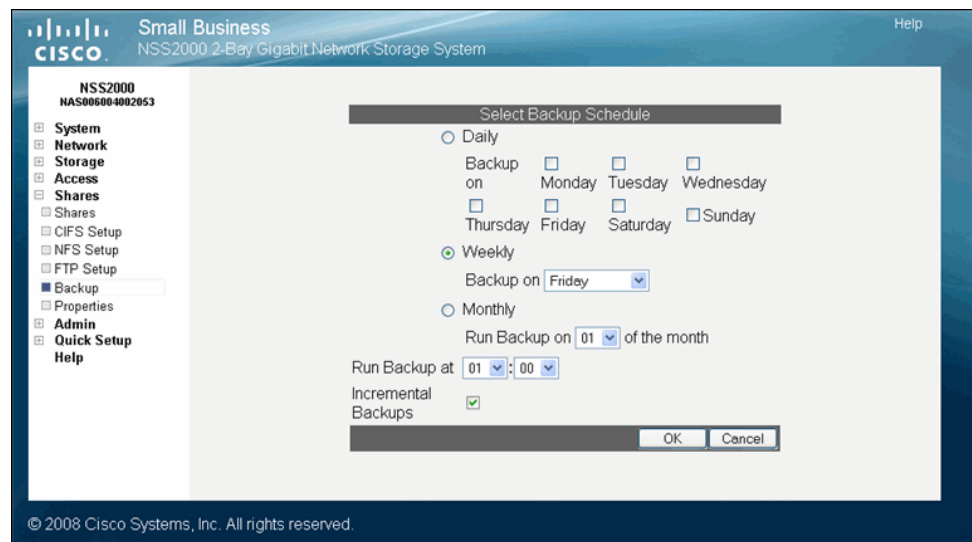 Small Business
Help
CISCO
NSS2000 2-Bay Gigabit Network Storage System
NSS2000
NAS006004002053
System
Network
Storage
Access
Shares
Shares
CIFS Setup
NFS Setup
FTP Setup
Backup
Properties
Admin
Quick Setup
Help
Select Backup Schedule
Daily
Backup on
Monday Tuesday Wednesday
Thursday Friday Saturday Sunday
Weekly
Backup on Friday
Monthly
Run Backup on 01 of the month
Run Backup at 01 : 00
Incremental
Backups
OK Cancel
© 2008 Cisco Systems, Inc. All rights reserved.